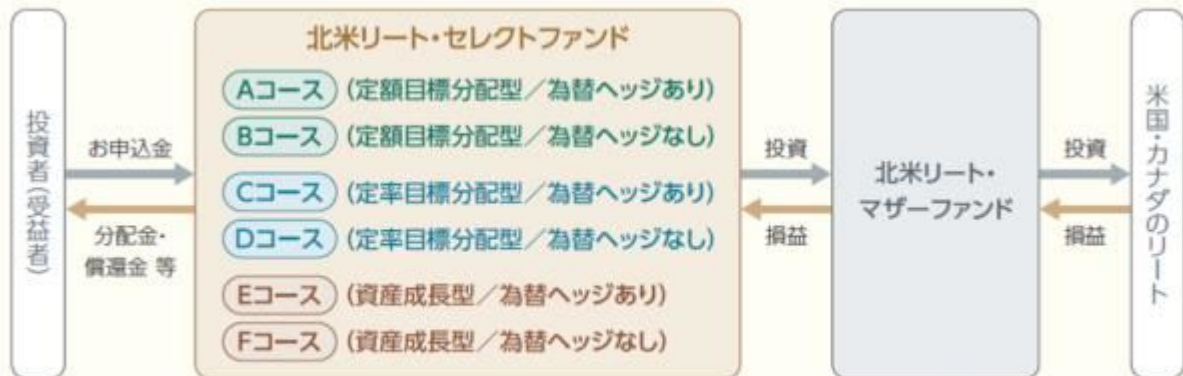 投資者(受益者)
お申込金
分配金・
償還金 等
北米リート・セレクトファンド
Aコース (定額目標分配型/為替ヘッジあり)
Bコース (定額目標分配型/為替ヘッジなし)
Cコース (定率目標分配型/為替ヘッジあり)
Dコース (定率目標分配型/為替ヘッジなし)
Eコース (資産成長型/為替ヘッジあり)
Fコース (資産成長型/為替ヘッジなし)
投資
損益
北米リート・
マザーファンド
投資
損益
米国・カナダのリート